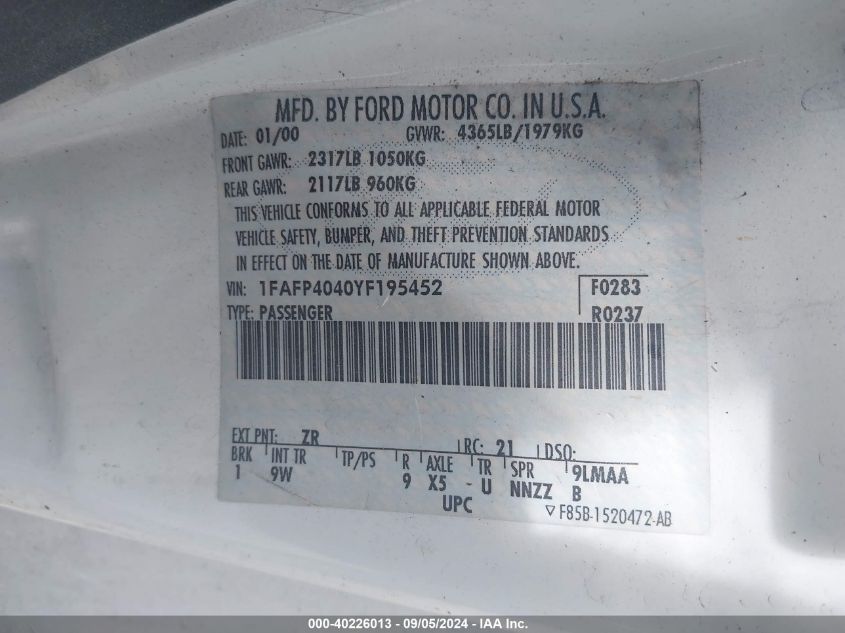 MFD. BY FORD MOTOR CO. IN U.S.A.
DATE: 01/00 GVWR: 4365LB/1979KG
FRONT GAWR: 2317LB 1050KG
REAR GAWR: 2117LB 960KG
THIS VEHICLE CONFORMS TO ALL APPLICABLE FEDERAL MOTOR
VEHICLE SAFETY, BUMPER, AND THEFT PREVENTION STANDARDS
IN EFFECT ON THE DATE OF MANUFACTURE SHOWN ABOVE.
VIN: 1FAFP4040YF195452 F0283
TYPE: PASSENGER R0237
EXT PNT: ZR RC: 21 DSO:
BRK INT TR TP/PS R AXLE TR SPR 9LMAA
1 9W 9 X5 - U NNZZ B
UPC ▽F85B-1520472-AB
000-40226013 - 09/05/2024 - IAA Inc.